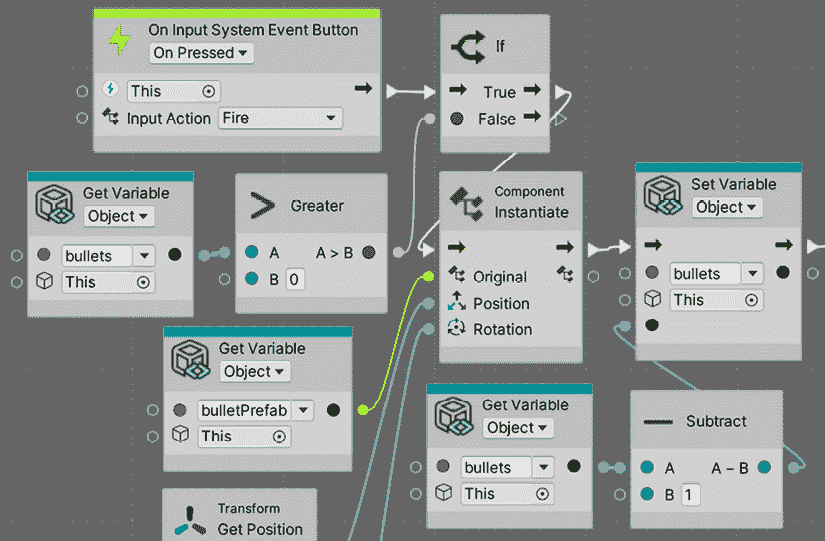 On Input System Event Button
On Pressed
This
Input Action Fire
If
True
False
Get Variable
Object
bullets
This
Greater
A A > B
B 0
Component
Instantiate
Original
Position
Rotation
Set Variable
Object
bullets
This
Get Variable
Object
bulletPrefab
This
Get Variable
Object
bullets
This
Subtract
A A − B
B 1
Transform
Get Position